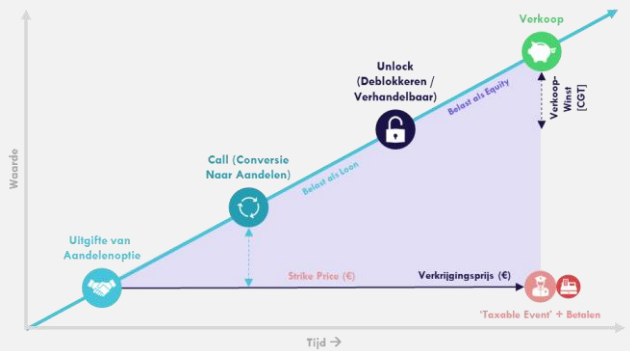 Verkoop
Unlock
(Deblokkeren /
Verhandelbaar)
Belast als Equity
Verkoop-
Winst
[CGT]
Waarde
Call (Conversie
Naar Aandelen)
Belast als Loon
Uitgifte van
Aandelenoptie
Strike Price (€)
Verkrijgingsprijs (€)
'Taxable Event' + Betalen
Tijd →